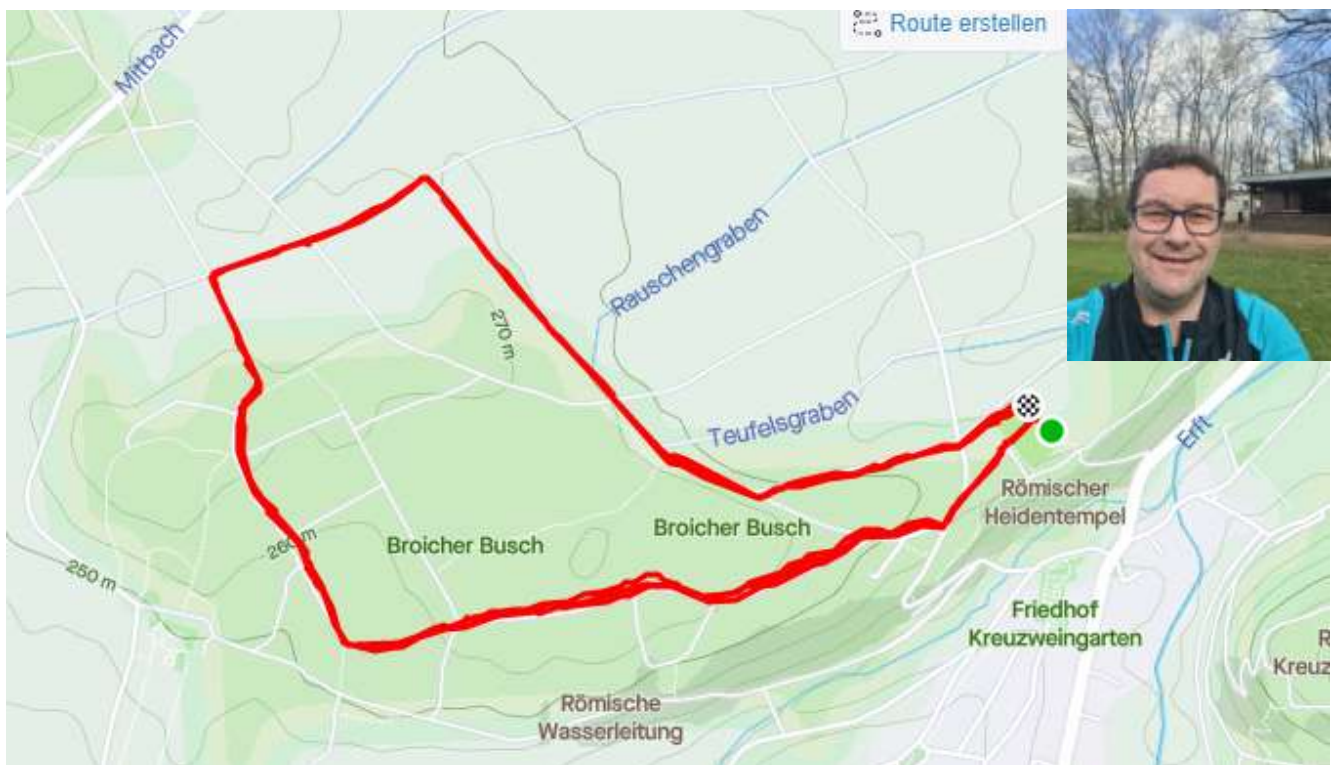 Route erstellen
Mitbach
Rauschengraben
270 m
Teufelsgraben
Erft
Römischer
Heidentempel
Broicher Busch
Broicher Busch
260 m
250 m
Friedhof
Kreuzweingarten
R
Kreuz
Römische
Wasserleitung